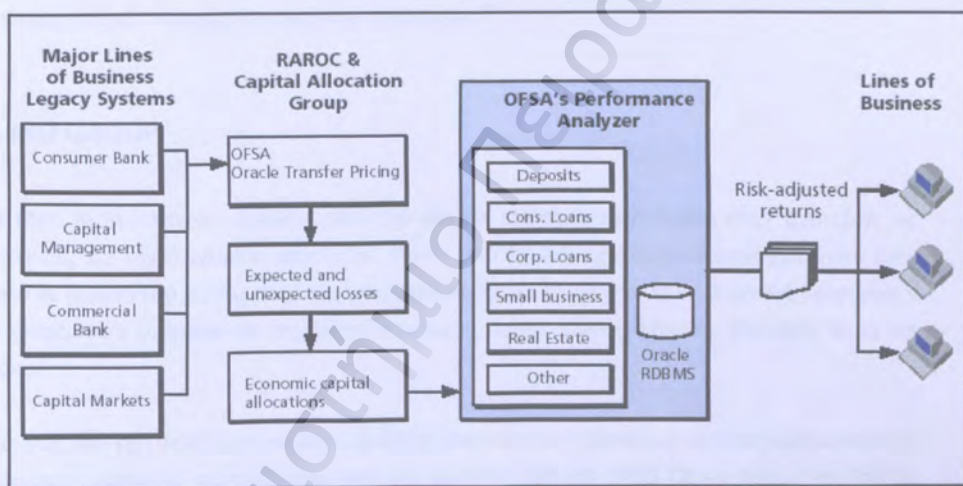 Major Lines
of Business
Legacy Systems
Consumer Bank
Capital
Management
Commercial
Bank
Capital Markets
RAROC &
Capital Allocation
Group
OFSA
Oracle Transfer Pricing
Expected and
unexpected losses
Economic capital
allocations
OFSA's Performance
Analyzer
Deposits
Cons. Loans
Corp. Loans
Small business
Real Estate
Other
Oracle
RDBMS
Risk-adjusted
returns
Lines of
Business